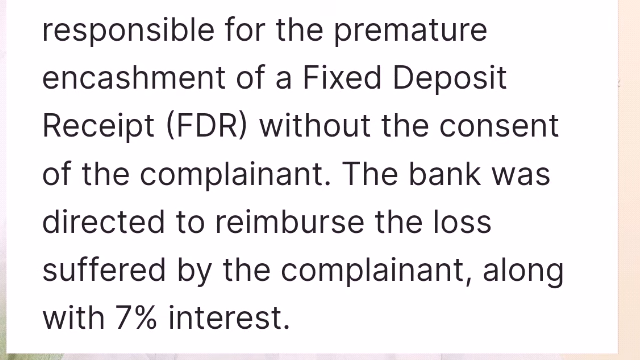 responsible for the premature
encashment of a Fixed Deposit
Receipt (FDR) without the consent
of the complainant. The bank was
directed to reimburse the loss
suffered by the complainant, along
with 7% interest.